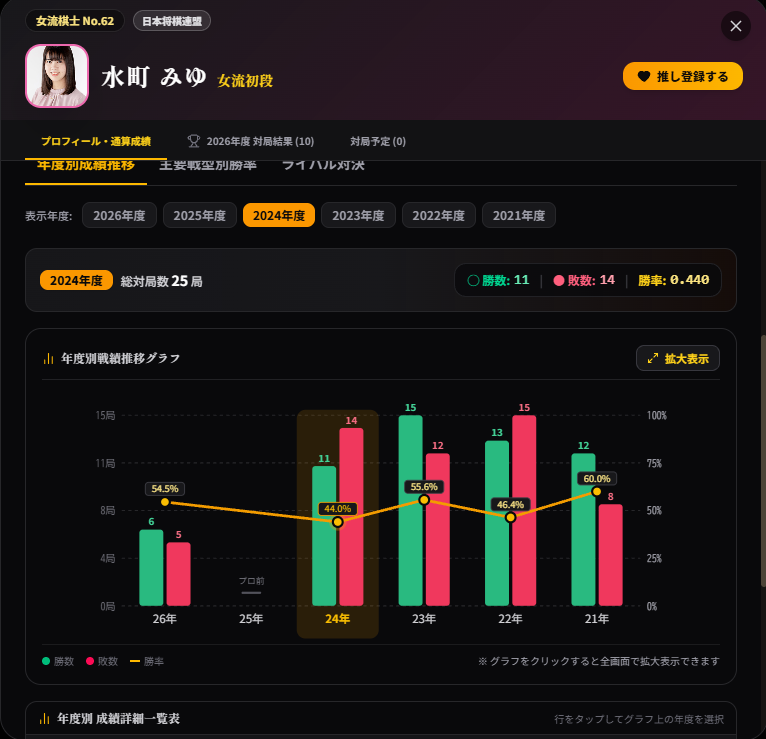 女流棋士 No.62 日本将棋連盟
水町 みゆ 女流初段
推し登録する
プロフィール・通算成績 2026年度 対局結果 (10) 対局予定 (0)
年度別成績推移 主要戦型別勝率 ライバル対決
表示年度: 2026年度 2025年度 2024年度 2023年度 2022年度 2021年度
2024年度 総対局数 25 局 勝数: 11 | 敗数: 14 | 勝率: 0.440
年度別戦績推移グラフ 拡大表示
15局 11局 8局 4局 0局
100% 75% 50% 25% 0%
6 5 54.5%
プロ前
11 14 44.0%
15 12 55.6%
13 15 46.4%
12 8 60.0%
26年 25年 24年 23年 22年 21年
勝数 敗数 勝率 ※ グラフをクリックすると全画面で拡大表示できます
年度別 成績詳細一覧表 行をタップしてグラフ上の年度を選択